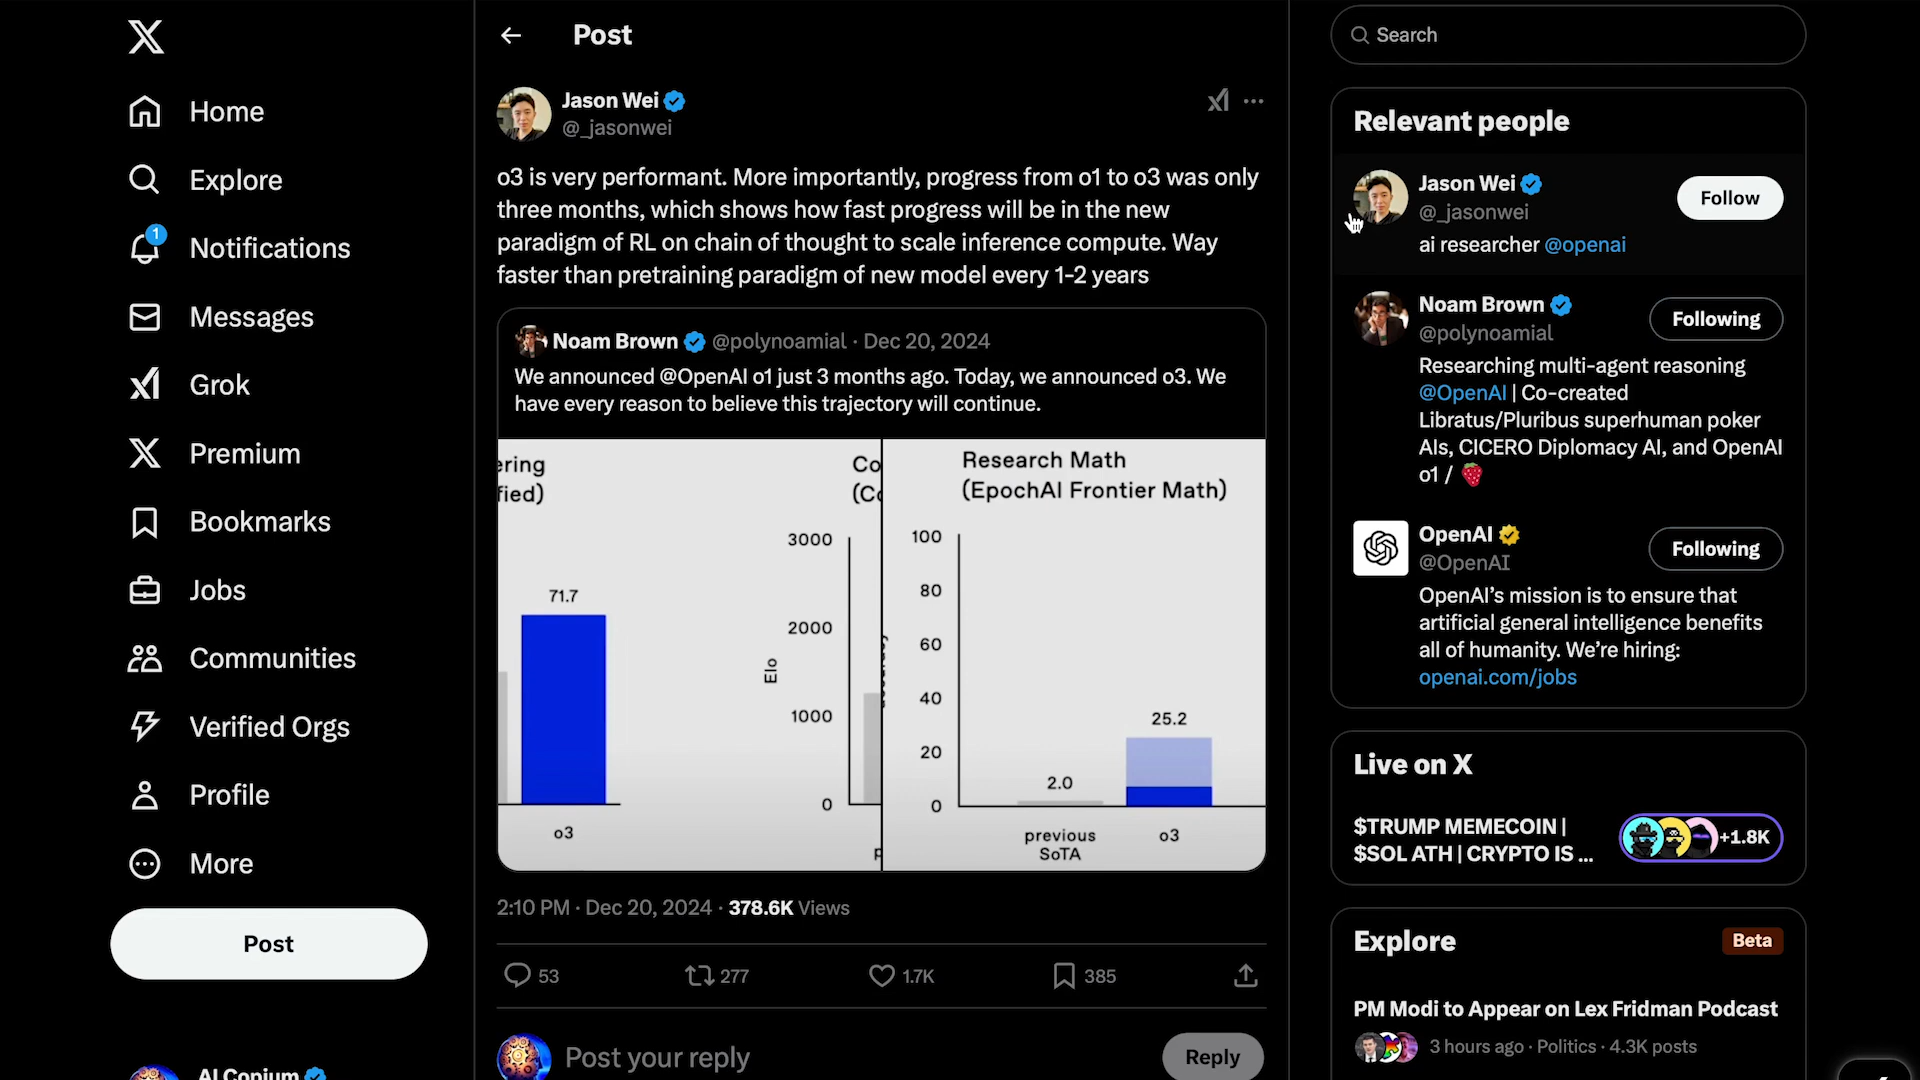 Home
Explore
1
Notifications
Messages
Grok
Premium
Bookmarks
Jobs
Communities
Verified Orgs
Profile
More
Post
AI Copium
Post
Jason Wei
@_jasonwei
o3 is very performant. More importantly, progress from o1 to o3 was only
three months, which shows how fast progress will be in the new
paradigm of RL on chain of thought to scale inference compute. Way
faster than pretraining paradigm of new model every 1-2 years
Noam Brown @polynoamial · Dec 20, 2024
We announced @OpenAI o1 just 3 months ago. Today, we announced o3. We
have every reason to believe this trajectory will continue.
ering
fied)
71.7
o3
Co
(Co
3000
2000
1000
0
Elo
p
Research Math
(EpochAI Frontier Math)
100
80
60
40
20
0
2.0
25.2
previous
SoTA
o3
2:10 PM · Dec 20, 2024 · 378.6K Views
53
277
1.7K
385
Post your reply
Reply
Search
Relevant people
Jason Wei
@_jasonwei
Follow
ai researcher @openai
Noam Brown
@polynoamial
Following
Researching multi-agent reasoning
@OpenAI | Co-created
Libratus/Pluribus superhuman poker
AIs, CICERO Diplomacy AI, and OpenAI
o1 / 🍓
OpenAI
@OpenAI
Following
OpenAI's mission is to ensure that
artificial general intelligence benefits
all of humanity. We're hiring:
openai.com/jobs
Live on X
$TRUMP MEMECOIN |
$SOL ATH | CRYPTO IS ...
+1.8K
Explore
Beta
PM Modi to Appear on Lex Fridman Podcast
3 hours ago · Politics · 4.3K posts